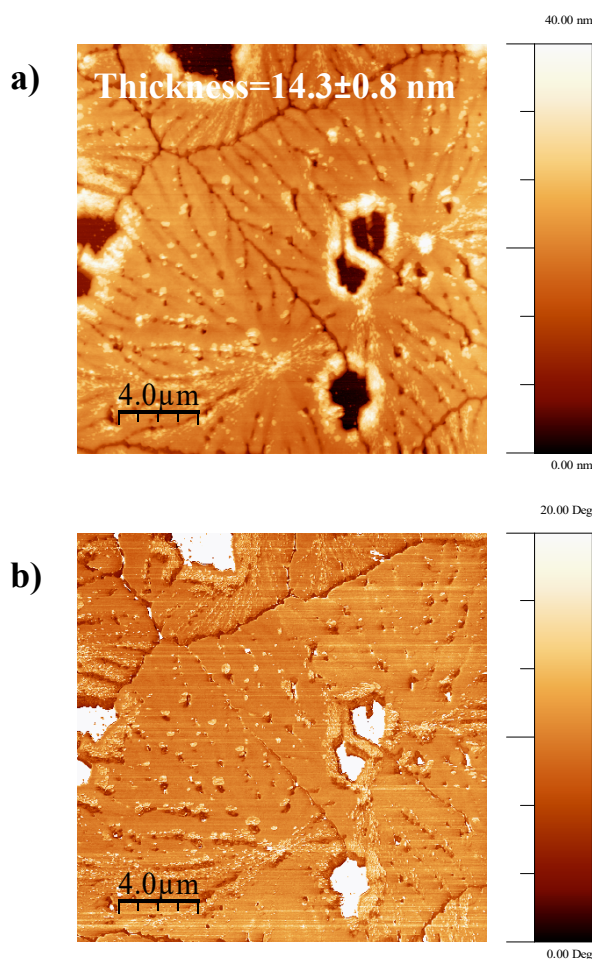 40.00 nm
a)
Thickness=14.3±0.8 nm
4.0µm
0.00 nm
20.00 Deg
b)
4.0µm
0.00 Deg